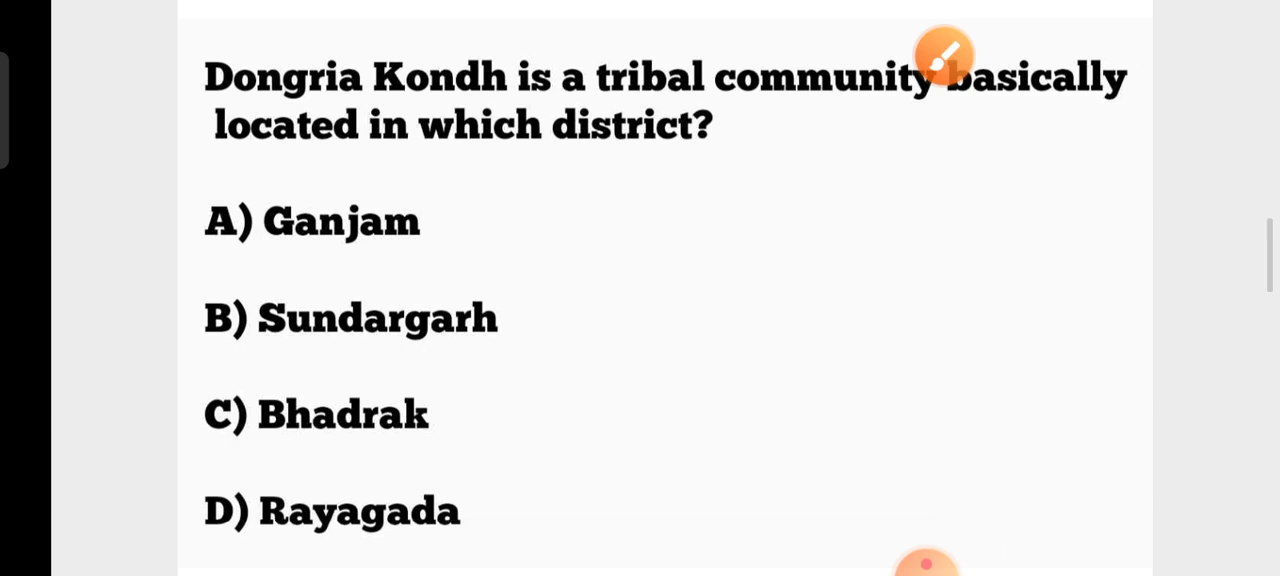 Dongria Kondh is a tribal community basically
located in which district?
A) Ganjam
B) Sundargarh
C) Bhadrak
D) Rayagada